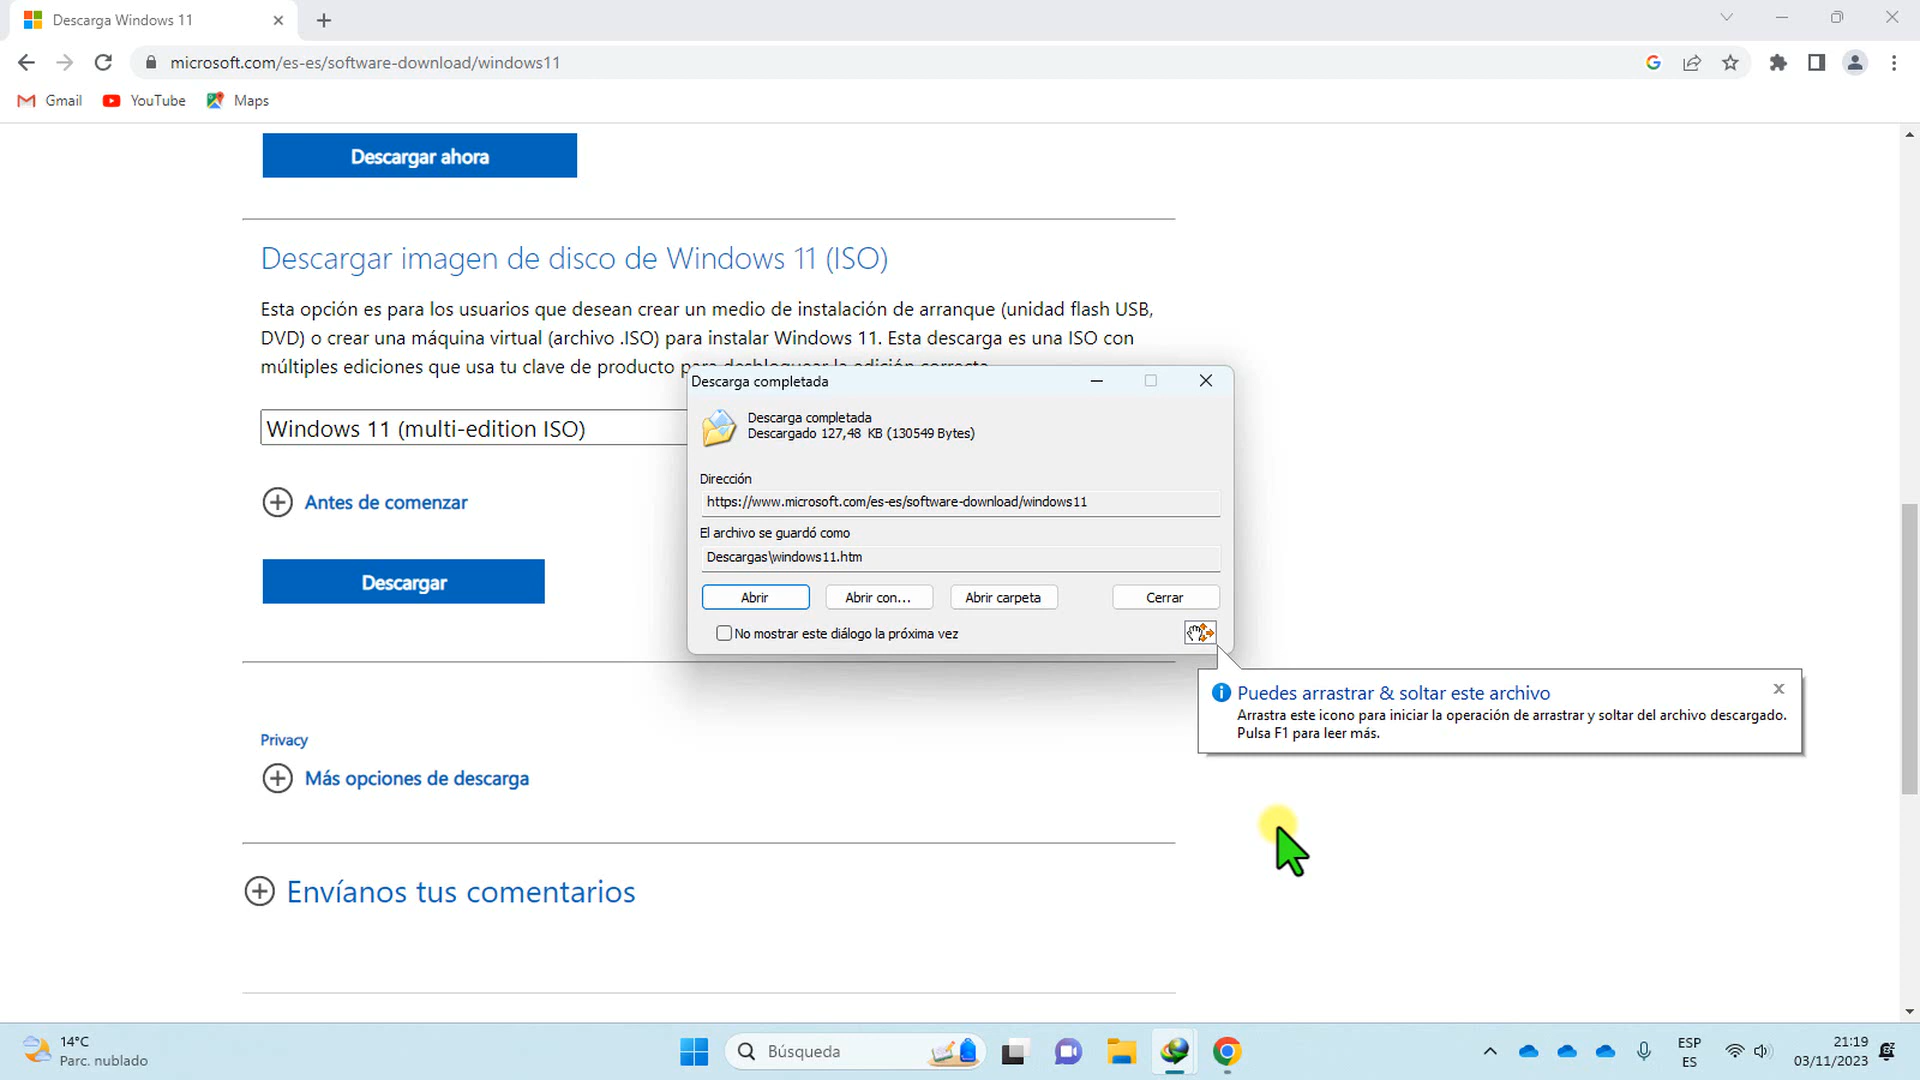 Descarga Windows 11
microsoft.com/es-es/software-download/windows11
Gmail
YouTube
Maps
Descargar ahora
Descargar imagen de disco de Windows 11 (ISO)
Esta opción es para los usuarios que desean crear un medio de instalación de arranque (unidad flash USB,
DVD) o crear una máquina virtual (archivo .ISO) para instalar Windows 11. Esta descarga es una ISO con
múltiples ediciones que usa tu clave de producto para desbloquear la edición correcta.
Windows 11 (multi-edition ISO)
Antes de comenzar
Descargar
Privacy
Más opciones de descarga
Envíanos tus comentarios
Descarga completada
Descarga completada
Descargado 127,48 KB (130549 Bytes)
Dirección
https://www.microsoft.com/es-es/software-download/windows11
El archivo se guardó como
Descargas\windows11.htm
Abrir
Abrir con...
Abrir carpeta
Cerrar
No mostrar este diálogo la próxima vez
Puedes arrastrar & soltar este archivo
Arrastra este icono para iniciar la operación de arrastrar y soltar del archivo descargado.
Pulsa F1 para leer más.
14°C
Parc. nublado
Búsqueda
ESP
ES
21:19
03/11/2023